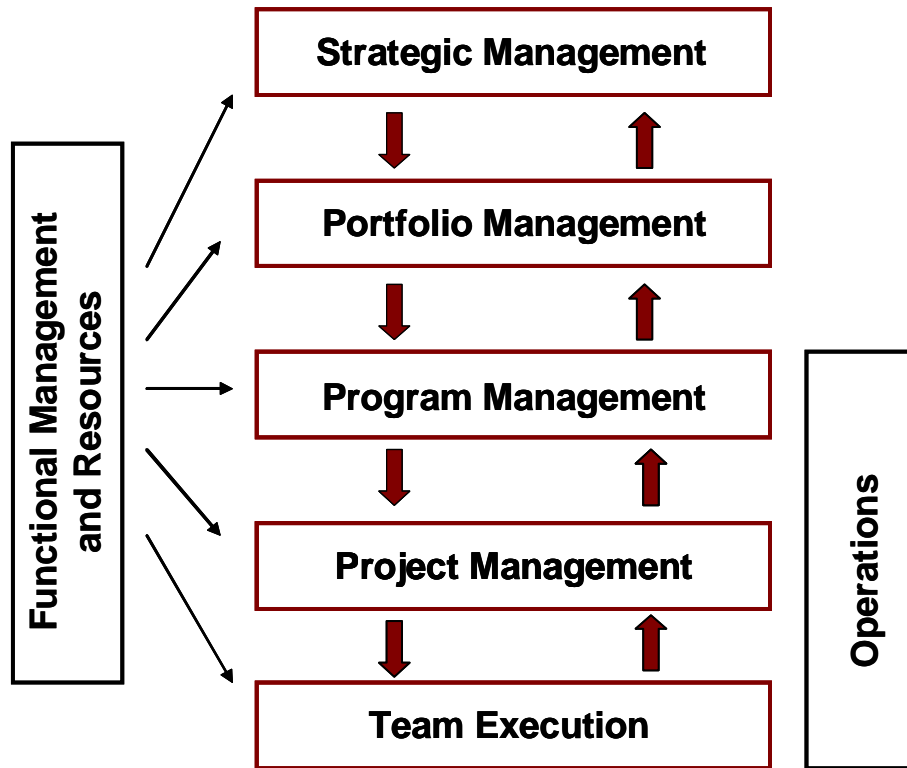 Strategic Management
Portfolio Management
Program Management
Project Management
Team Execution
Functional Management
and Resources
Operations